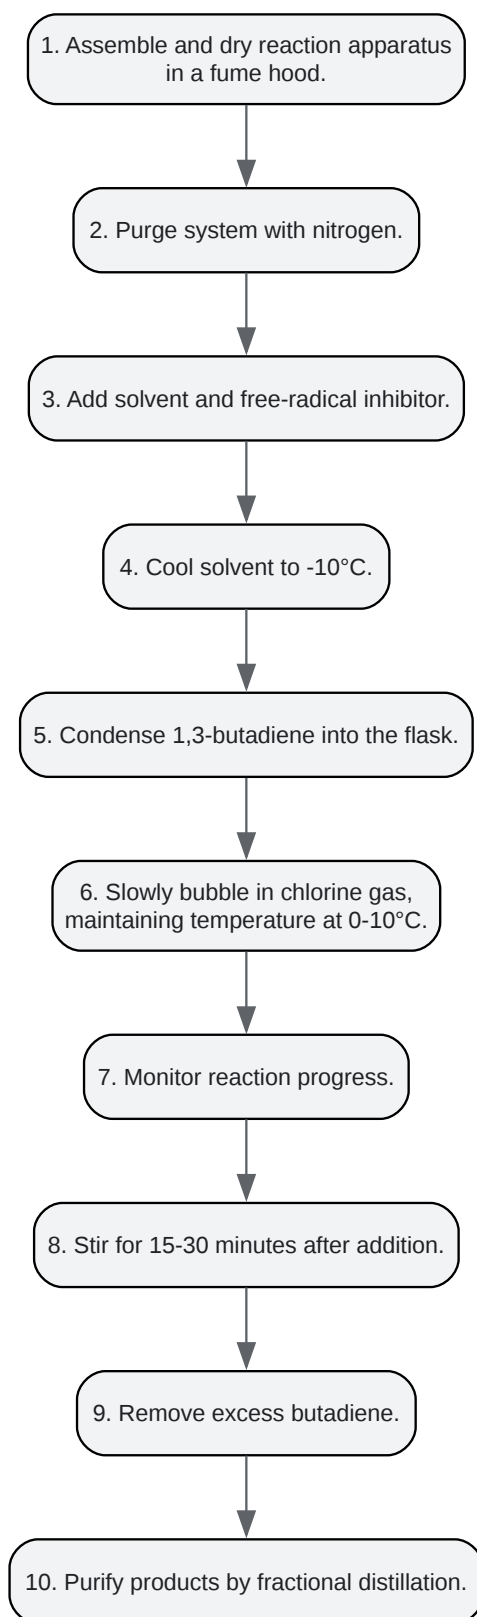 1. Assemble and dry reaction apparatus
in a fume hood.
2. Purge system with nitrogen.
3. Add solvent and free-radical inhibitor.
4. Cool solvent to -10°C.
5. Condense 1,3-butadiene into the flask.
6. Slowly bubble in chlorine gas,
maintaining temperature at 0-10°C.
7. Monitor reaction progress.
8. Stir for 15-30 minutes after addition.
9. Remove excess butadiene.
10. Purify products by fractional distillation.